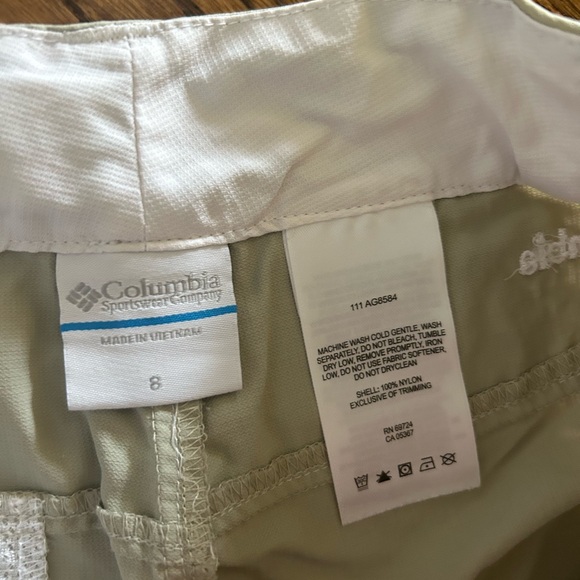 Columbia
Sportswear Company
MADE IN VIETNAM
8
111 AG8584
MACHINE WASH COLD GENTLE, WASH
SEPARATELY, DO NOT BLEACH, TUMBLE
DRY LOW, REMOVE PROMPTLY, IRON
LOW, DO NOT USE FABRIC SOFTENER,
DO NOT DRYCLEAN
SHELL: 100% NYLON
EXCLUSIVE OF TRIMMING
RN 69724
CA 05367